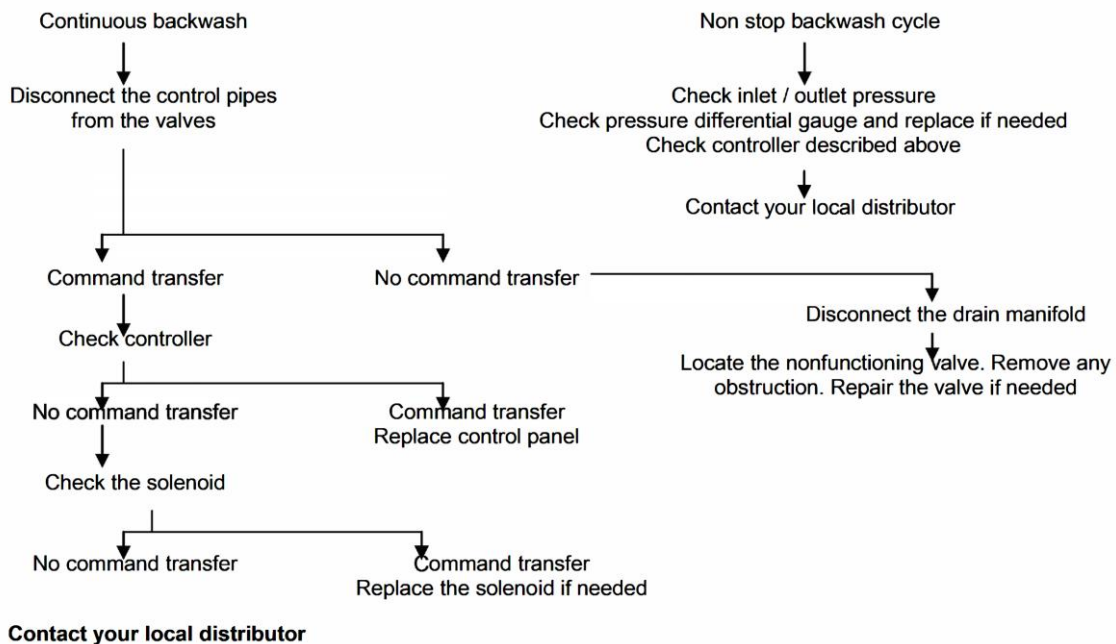 Continuous backwash
Non stop backwash cycle
Disconnect the control pipes
from the valves
Check inlet / outlet pressure
Check pressure differential gauge and replace if needed
Check controller described above
Contact your local distributor
Command transfer
No command transfer
Disconnect the drain manifold
Check controller
Locate the nonfunctioning valve. Remove any
obstruction. Repair the valve if needed
No command transfer
Command transfer
Replace control panel
Check the solenoid
No command transfer
Command transfer
Replace the solenoid if needed
Contact your local distributor